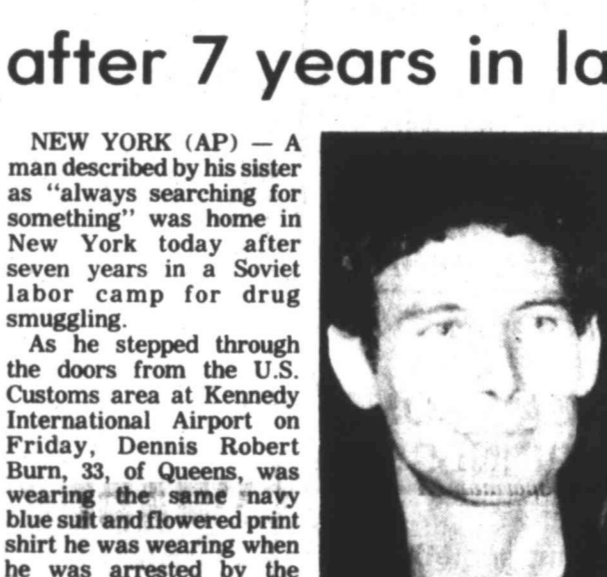 after 7 years in la
NEW YORK (AP) — A
man described by his sister
as "always searching for
something" was home in
New York today after
seven years in a Soviet
labor camp for drug
smuggling.
As he stepped through
the doors from the U.S.
Customs area at Kennedy
International Airport on
Friday, Dennis Robert
Burn, 33, of Queens, was
wearing the same navy
blue suit and flowered print
shirt he was wearing when
he was arrested by the